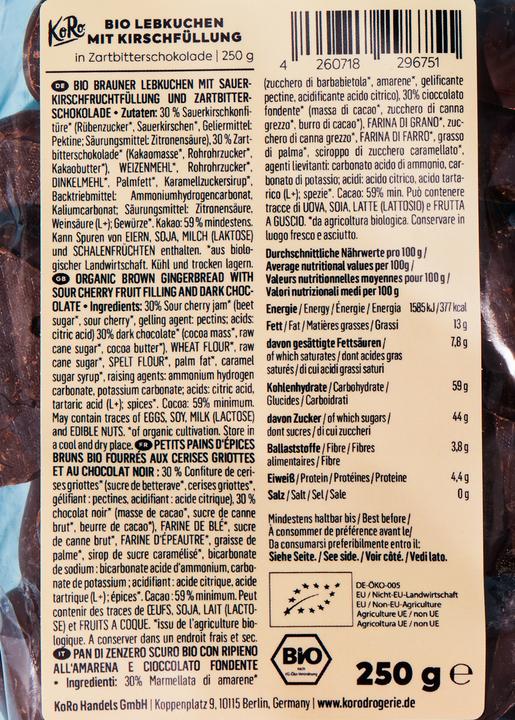 KoRo
BIO LEBKUCHEN
MIT KIRSCHFÜLLUNG
in Zartbitterschokolade | 250 g
4 260718 296751
DE BIO BRAUNER LEBKUCHEN MIT SAUER-
KIRSCHFRUCHTFÜLLUNG UND ZARTBITTER-
SCHOKOLADE • Zutaten: 30 % Sauerkirschkonfi-
türe* (Rübenzucker*, Sauerkirschen*, Geliermittel:
Pektine; Säurungsmittel: Zitronensäure), 30 % Zart-
bitterschokolade* (Kakaomasse*, Rohrohrzucker*,
Kakaobutter*), WEIZENMEHL*, Rohrohrzucker*,
DINKELMEHL*, Palmfett*, Karamellzuckersirup*,
Backtriebmittel: Ammoniumhydrogencarbonat,
Kaliumcarbonat; Säurungsmittel: Zitronensäure,
Weinsäure (L+); Gewürze*. Kakao: 59 % mindestens.
Kann Spuren von EIERN, SOJA, MILCH (LAKTOSE)
und SCHALENFRÜCHTEN enthalten. *aus biolo-
gischer Landwirtschaft. Kühl und trocken lagern.
GB ORGANIC BROWN GINGERBREAD WITH
SOUR CHERRY FRUIT FILLING AND DARK CHOC-
OLATE • Ingredients: 30% Sour cherry jam* (beet
sugar*, sour cherry*, gelling agent: pectins; acids:
citric acid) 30% dark chocolate* (cocoa mass*, raw
cane sugar*, cocoa butter*), WHEAT FLOUR*, raw
cane sugar*, SPELT FLOUR*, palm fat*, caramel
sugar syrup*, raising agents: ammonium hydrogen
carbonate, potassium carbonate; acids: citric acid,
tartaric acid (L+); spices*. Cocoa: 59% minimum.
May contain traces of EGGS, SOY, MILK (LACTOSE)
and EDIBLE NUTS. *of organic cultivation. Store in
a cool and dry place. FR PETITS PAINS D'ÉPICES
BRUNS BIO FOURRÉS AUX CERISES GRIOTTES
ET AU CHOCOLAT NOIR : 30 % Confiture de ceri-
ses griottes* (sucre de betterave*, cerises griottes*,
gélifiant : pectines, acidifiant : acide citrique), 30 %
chocolat noir* (masse de cacao*, sucre de canne
brut*, beurre de cacao*), FARINE DE BLÉ*, sucre
de canne brut*, FARINE D'ÉPEAUTRE*, graisse de
palme*, sirop de sucre caramélisé*, bicarbonate
de sodium : bicarbonate acide d'ammonium, carbo-
nate de potassium ; acidifiant : acide citrique, acide
tartrique (L+); épices*. Cacao : 59 % minimum. Peut
contenir des traces de ŒUFS, SOJA, LAIT (LACTO-
SE) et FRUITS A COQUE. *issu de l'agriculture bio-
logique. A conserver dans un endroit frais et sec.
IT PAN DI ZENZERO SCURO BIO CON RIPIENO
ALL'AMARENA E CIOCCOLATO FONDENTE
• Ingredienti: 30% Marmellata di amarene*
(zucchero di barbabietola*, amarene*, gelificante
pectine, acidificante acido citrico), 30% cioccolato
fondente* (massa di cacao*, zucchero di canna
grezzo*, burro di cacao*), FARINA DI GRANO*, zuc-
chero di canna grezzo*, FARINA DI FARRO*, grasso
di palma*, sciroppo di zucchero caramellato*,
agenti lievitanti: carbonato acido di ammonio, car-
bonato di potassio; acidi: acido citrico, acido tarta-
rico (L+); spezie*. Cacao: 59% min. Può contenere
tracce di UOVA, SOIA, LATTE (LATTOSIO) e FRUTTA
A GUSCIO. *da agricoltura biologica. Conservare in
luogo fresco e asciutto.
Durchschnittliche Nährwerte pro 100 g /
Average nutritional values per 100g /
Valeurs nutritionnelles moyennes pour 100 g /
Valori nutrizionali medi per 100 g
Energie / Energy / Énergie / Energia 1585 kJ / 377 kcal
Fett / Fat / Matières grasses / Grassi 13 g
davon gesättigte Fettsäuren / 7,8 g
of which saturates / dont acides gras
saturés / di cui acidi grassi saturi
Kohlenhydrate / Carbohydrate / 59 g
Glucides / Carboidrati
davon Zucker / of which sugars / 44 g
dont sucres / di cui zuccheri
Ballaststoffe / Fibre / Fibres 3,8 g
alimentaires / Fibre
Eiweiß / Protein / Protéines / Proteine 4,4 g
Salz / Salt / Sel / Sale 0 g
Mindestens haltbar bis / Best before /
À consommer de préférence avant le/
Da consumarsi preferibilmente entro il:
Siehe Seite. / See side. / Voir côté. / Vedi lato.
DE-ÖKO-005
EU / Nicht-EU-Landwirtschaft
EU / Non-EU-Agriculture
Agriculture UE / non UE
Agricoltura UE / non UE
Bio
nach
EG-Öko-Verordnung
250 g e
KoRo Handels GmbH | Koppenplatz 9, 10115 Berlin, Germany | www.korodrogerie.de